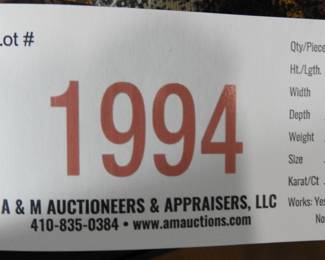 Lot #
1994
A & M AUCTIONEERS & APPRAISERS, LLC
410-835-0384 • www.amauctions.com
Qty/Piece
Ht./Lgth.
Width
Depth
Weight
Size
Karat/Ct
Works: Yes
No